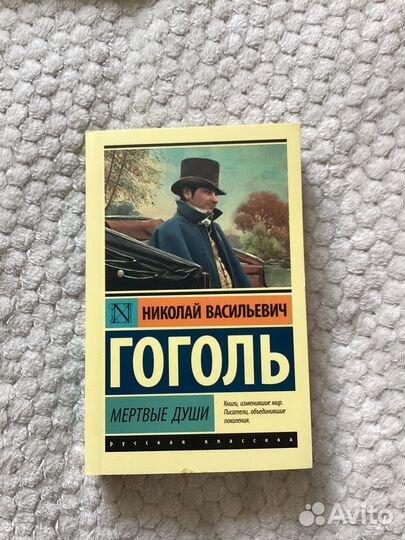 N
НИКОЛАЙ ВАСИЛЬЕВИЧ
ГОГОЛЬ
МЕРТВЫЕ ДУШИ
Книги, изменившие мир.
Писатели, объединившие
поколения.
русская классика
Avito